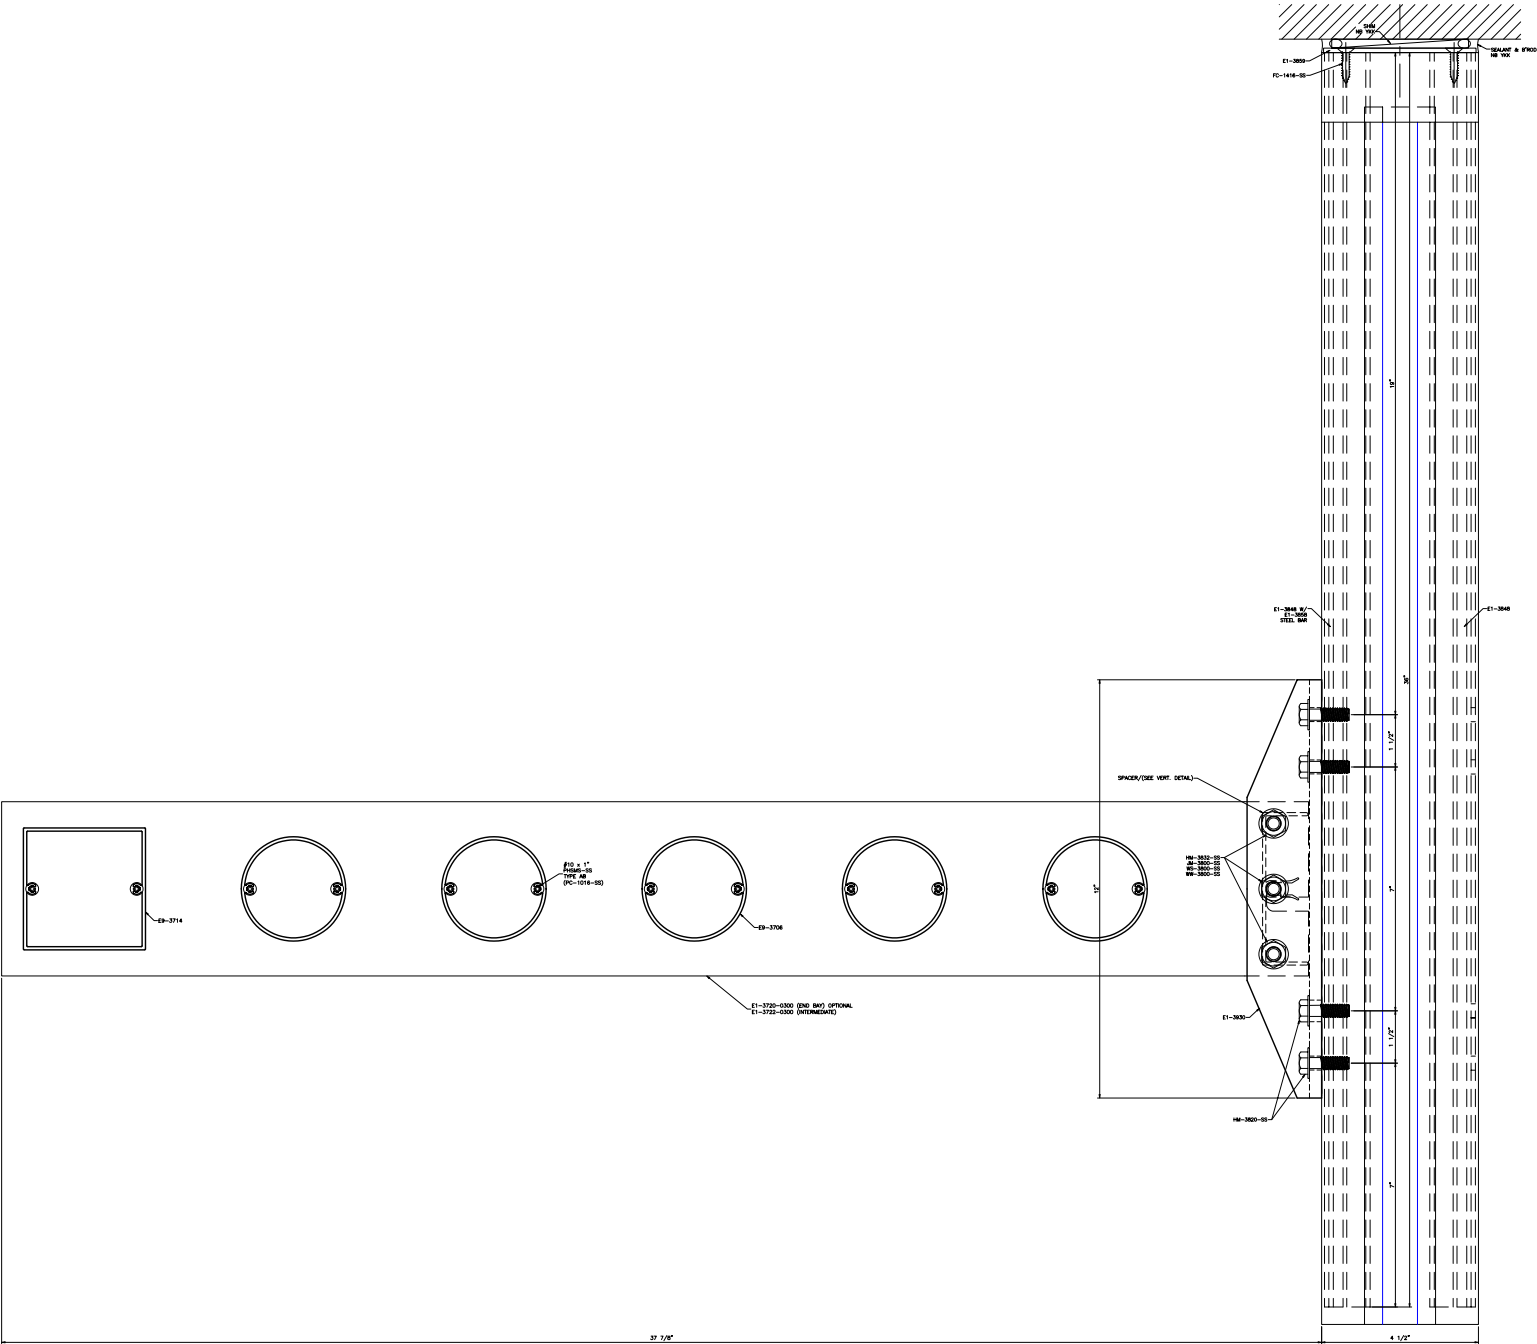 SHIM
NB YKK
SEALANT & B'ROD
NB YKK
E1-3859
FC-1416-SS
19"
36"
E1-3848 W/
E1-3858
STEEL BAR
E1-3848
1 1/2"
SPACER/(SEE VERT. DETAIL)
HM-3832-SS
JM-3800-SS
WS-3800-SS
WW-3800-SS
#10 x 1"
PHSMS-SS
TYPE AB
(PC-1016-SS)
12"
7"
E9-3714
E9-3706
E1-3720-0300 (END BAY) OPTIONAL
E1-3722-0300 (INTERMEDIATE)
E1-3930
1 1/2"
HM-3820-SS
7"
37 7/8"
4 1/2"